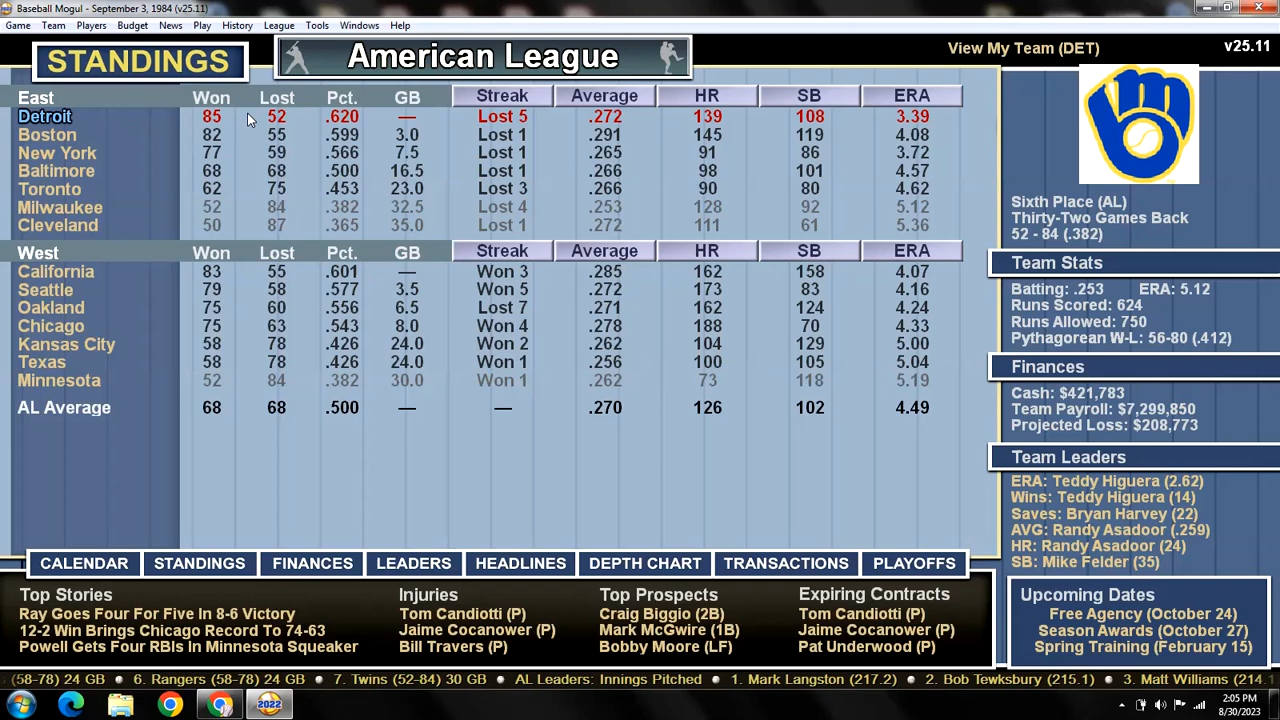 Baseball Mogul - September 3, 1984 (v25.11)
Game Team Players Budget News Play History League Tools Windows Help
STANDINGS American League View My Team (DET) v25.11
East Won Lost Pct. GB Streak Average HR SB ERA
Detroit 85 52 .620 — Lost 5 .272 139 108 3.39
Boston 82 55 .599 3.0 Lost 1 .291 145 119 4.08
New York 77 59 .566 7.5 Lost 1 .265 91 86 3.72
Baltimore 68 68 .500 16.5 Lost 1 .266 98 101 4.57
Toronto 62 75 .453 23.0 Lost 3 .266 90 80 4.62
Milwaukee 52 84 .382 32.5 Lost 4 .253 128 92 5.12
Cleveland 50 87 .365 35.0 Lost 1 .272 111 61 5.36
West Won Lost Pct. GB Streak Average HR SB ERA
California 83 55 .601 — Won 3 .285 162 158 4.07
Seattle 79 58 .577 3.5 Won 5 .272 173 83 4.16
Oakland 75 60 .556 6.5 Lost 7 .271 162 124 4.24
Chicago 75 63 .543 8.0 Won 4 .278 188 70 4.33
Kansas City 58 78 .426 24.0 Won 2 .262 104 129 5.00
Texas 58 78 .426 24.0 Won 1 .256 100 105 5.04
Minnesota 52 84 .382 30.0 Won 1 .262 73 118 5.19
AL Average 68 68 .500 — — .270 126 102 4.49
Sixth Place (AL)
Thirty-Two Games Back
52 - 84 (.382)
Team Stats
Batting: .253 ERA: 5.12
Runs Scored: 624
Runs Allowed: 750
Pythagorean W-L: 56-80 (.412)
Finances
Cash: $421,783
Team Payroll: $7,299,850
Projected Loss: $208,773
Team Leaders
ERA: Teddy Higuera (2.62)
Wins: Teddy Higuera (14)
Saves: Bryan Harvey (22)
AVG: Randy Asadoor (.259)
HR: Randy Asadoor (24)
SB: Mike Felder (35)
CALENDAR STANDINGS FINANCES LEADERS HEADLINES DEPTH CHART TRANSACTIONS PLAYOFFS
Top Stories
Ray Goes Four For Five In 8-6 Victory
12-2 Win Brings Chicago Record To 74-63
Powell Gets Four RBIs In Minnesota Squeaker
Injuries
Tom Candiotti (P)
Jaime Cocanower (P)
Bill Travers (P)
Top Prospects
Craig Biggio (2B)
Mark McGwire (1B)
Bobby Moore (LF)
Expiring Contracts
Tom Candiotti (P)
Jaime Cocanower (P)
Pat Underwood (P)
Upcoming Dates
Free Agency (October 24)
Season Awards (October 27)
Spring Training (February 15)
(58-78) 24 GB • 6. Rangers (58-78) 24 GB • 7. Twins (52-84) 30 GB • AL Leaders: Innings Pitched • 1. Mark Langston (217.2) • 2. Bob Tewksbury (215.1) • 3. Matt Williams (214.1
2022
2:05 PM
8/30/2023